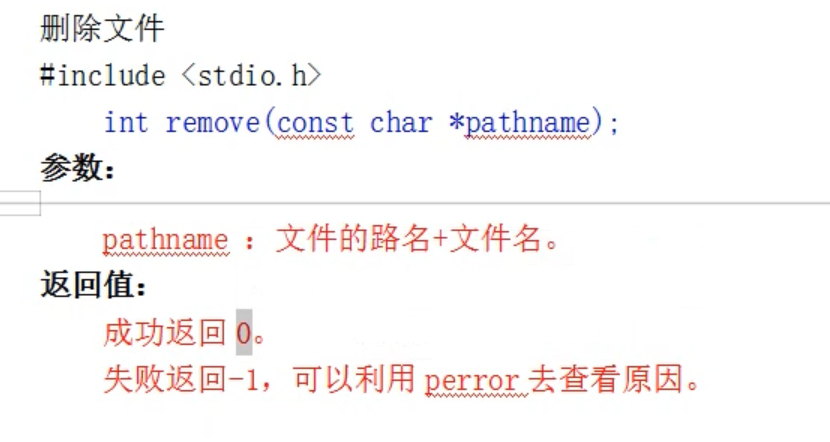 删除文件
#include <stdio.h>
int remove(const char *pathname);
参数：
pathname ：文件的路名+文件名。
返回值：
成功返回 0。
失败返回-1，可以利用 perror 去查看原因。